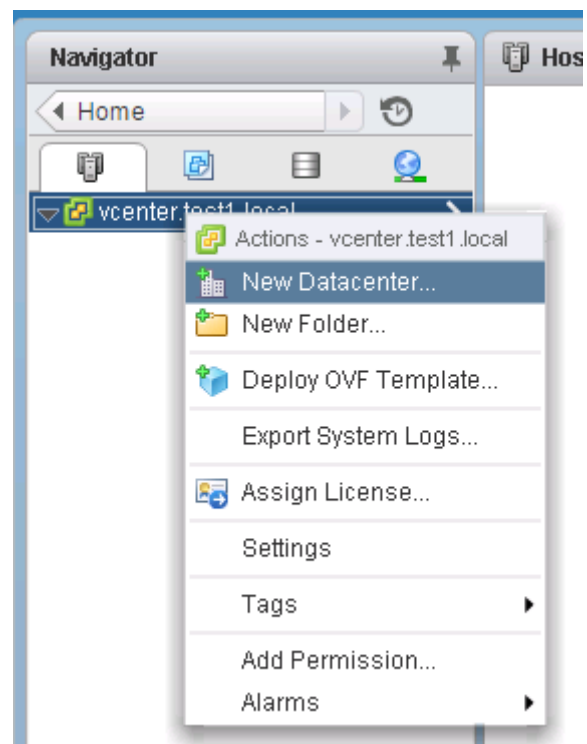 Navigator
Hos
Home
vcenter.test1.local
Actions - vcenter.test1.local
New Datacenter...
New Folder...
Deploy OVF Template...
Export System Logs...
Assign License...
Settings
Tags
Add Permission...
Alarms